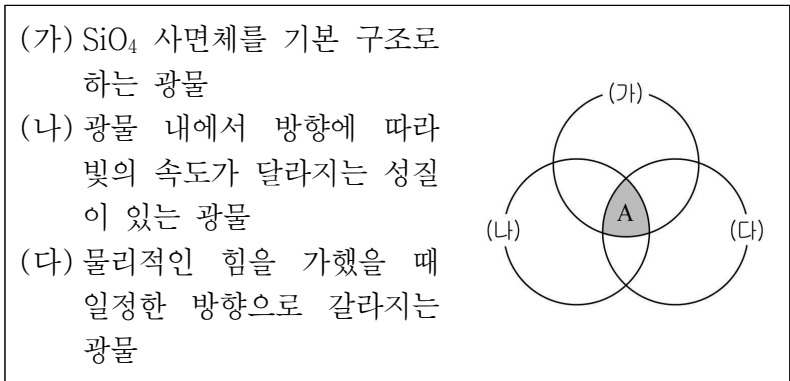 (가) SiO₄ 사면체를 기본 구조로
하는 광물
(나) 광물 내에서 방향에 따라
빛의 속도가 달라지는 성질
이 있는 광물
(다) 물리적인 힘을 가했을 때
일정한 방향으로 갈라지는
광물
(가)
A
(나)
(다)